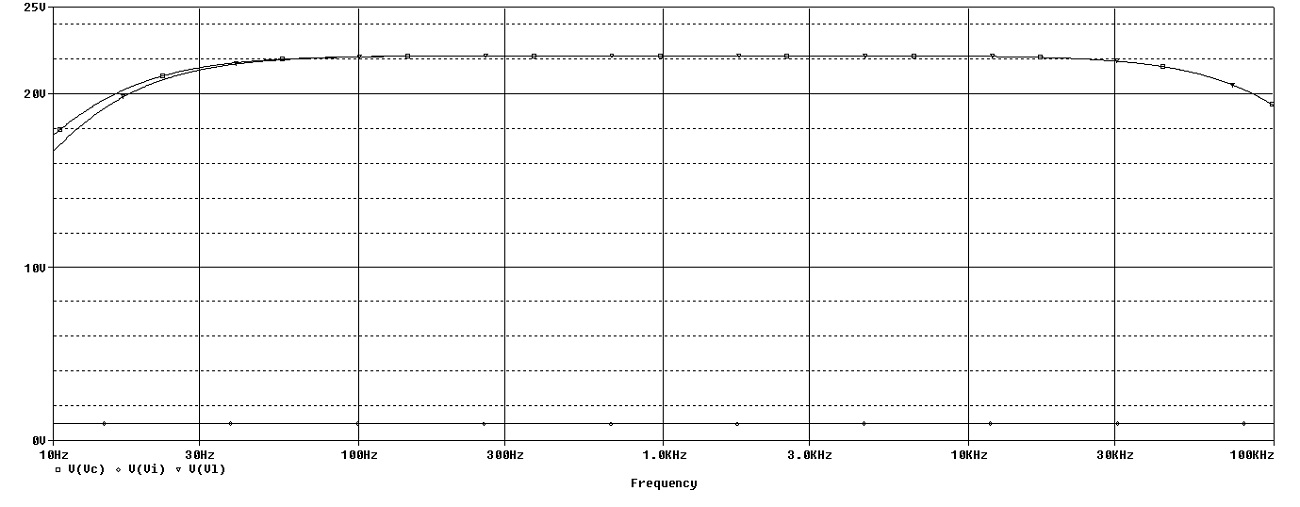 25V
20V
10V
0V
10Hz 30Hz 100Hz 300Hz 1.0KHz 3.0KHz 10KHz 30KHz 100KHz
V(Vc) V(Vi) V(Vl)
Frequency